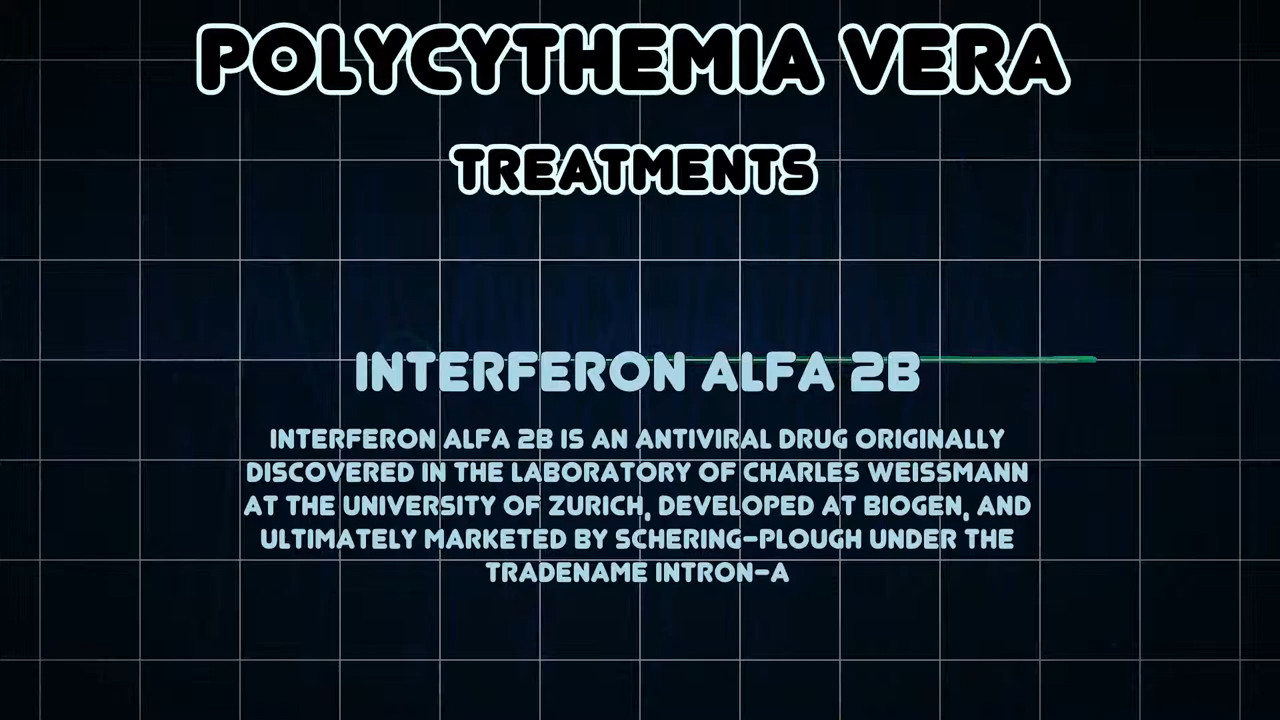 POLYCYTHEMIA VERA
TREATMENTS
INTERFERON ALFA 2B
INTERFERON ALFA 2B IS AN ANTIVIRAL DRUG ORIGINALLY
DISCOVERED IN THE LABORATORY OF CHARLES WEISSMANN
AT THE UNIVERSITY OF ZURICH, DEVELOPED AT BIOGEN, AND
ULTIMATELY MARKETED BY SCHERING-PLOUGH UNDER THE
TRADENAME INTRON-A